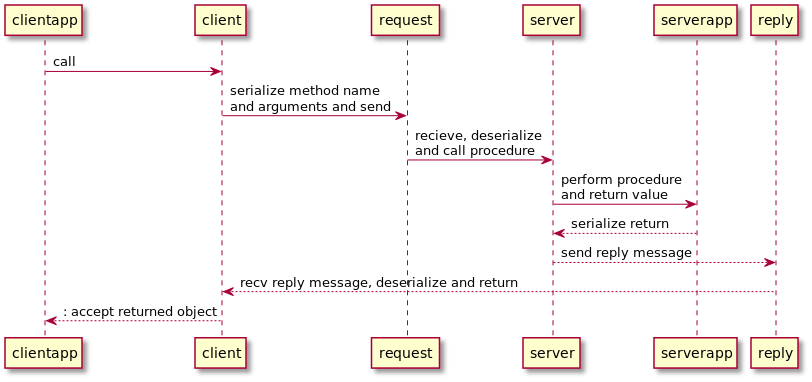 clientapp client request server serverapp reply
call
serialize method name
and arguments and send
recieve, deserialize
and call procedure
perform procedure
and return value
serialize return
send reply message
recv reply message, deserialize and return
: accept returned object
clientapp client request server serverapp reply